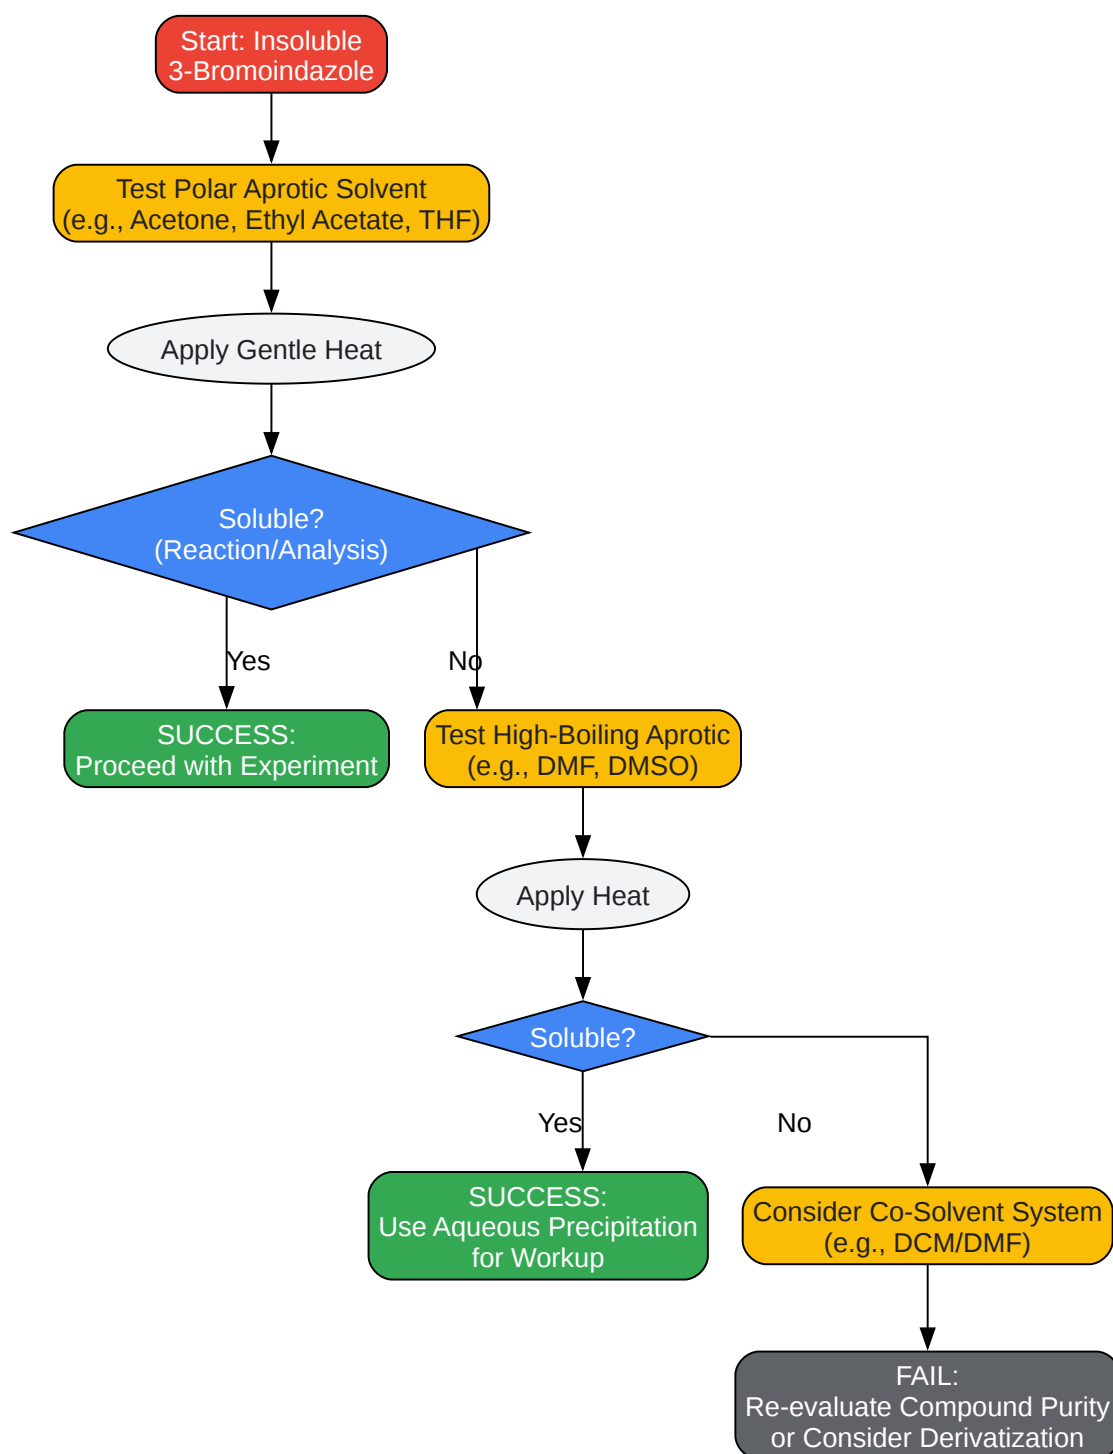 Start: Insoluble
3-Bromoindazole
Test Polar Aprotic Solvent
(e.g., Acetone, Ethyl Acetate, THF)
Apply Gentle Heat
Soluble?
(Reaction/Analysis)
Yes
No
SUCCESS:
Proceed with Experiment
Test High-Boiling Aprotic
(e.g., DMF, DMSO)
Apply Heat
Soluble?
Yes
No
SUCCESS:
Use Aqueous Precipitation
for Workup
Consider Co-Solvent System
(e.g., DCM/DMF)
FAIL:
Re-evaluate Compound Purity
or Consider Derivatization